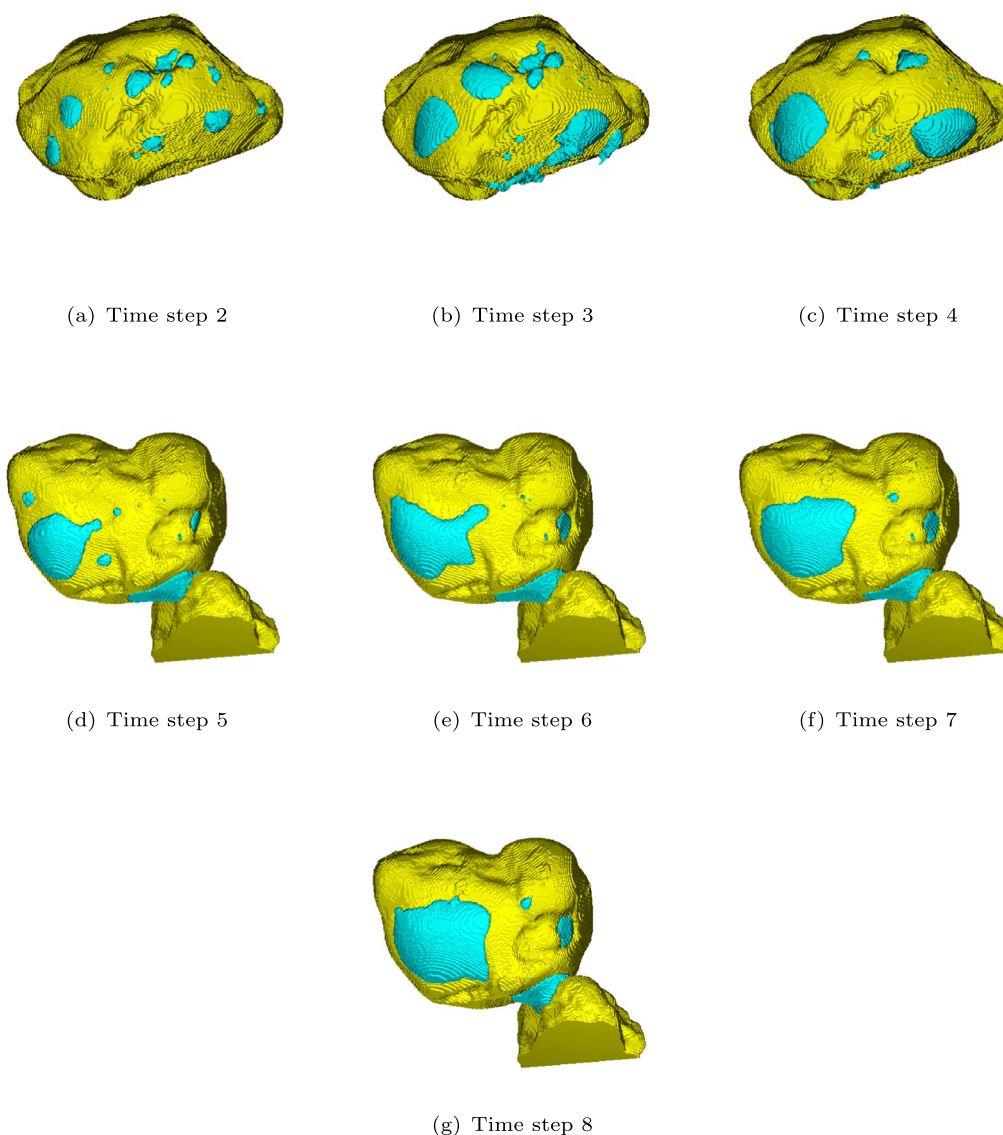 (a) Time step 2
(b) Time step 3
(c) Time step 4
(d) Time step 5
(e) Time step 6
(f) Time step 7
(g) Time step 8